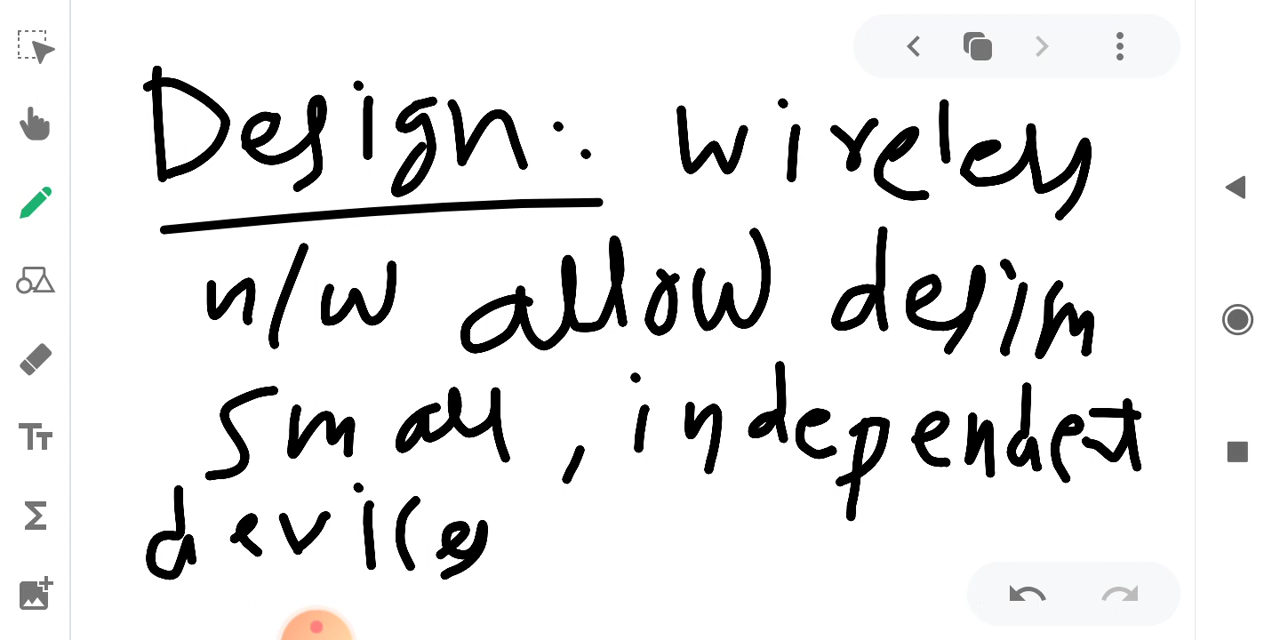 Design: wireless
n/w allow design
small, independent
devices